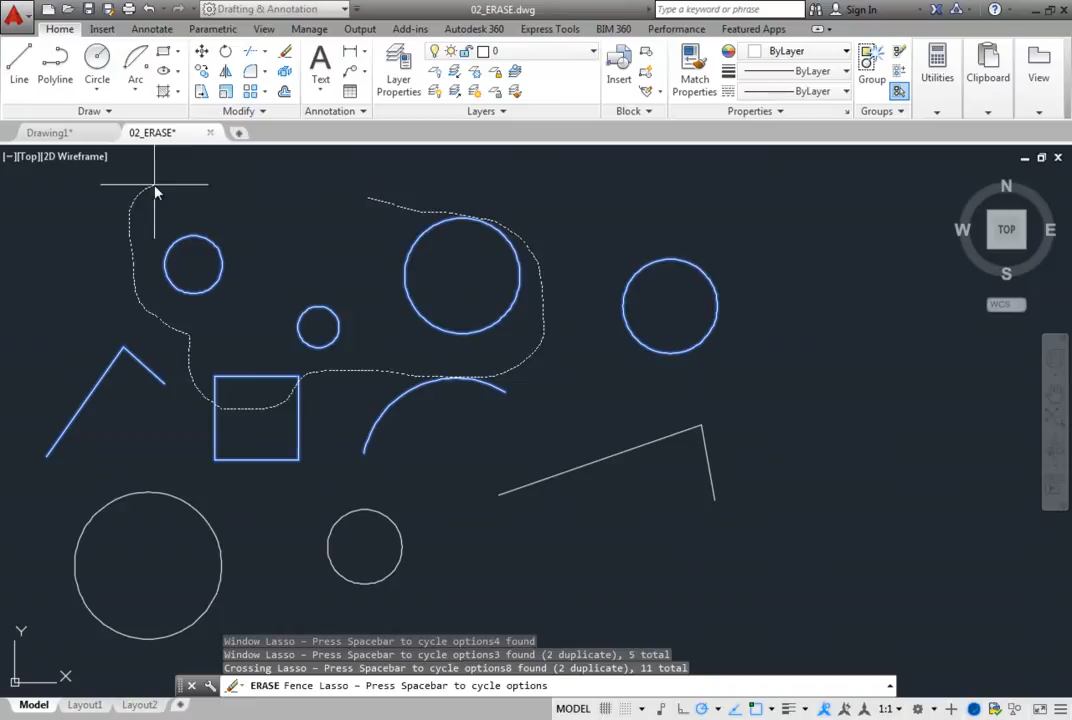 Drafting & Annotation
02_ERASE.dwg
Type a keyword or phrase
Sign In
Home Insert Annotate Parametric View Manage Output Add-ins Autodesk 360 Express Tools BIM 360 Performance Featured Apps
Line Polyline Circle Arc
Text
Layer
Properties
0
Insert
Match
Properties
ByLayer
ByLayer
ByLayer
Group
Utilities
Clipboard
View
Draw Modify Annotation Layers Block Properties Groups
Drawing1*
02_ERASE*
[−][Top][2D Wireframe]
N
W TOP E
S
WCS
Y
X
Window Lasso - Press Spacebar to cycle options4 found
Window Lasso - Press Spacebar to cycle options3 found (2 duplicate), 5 total
Crossing Lasso - Press Spacebar to cycle options8 found (2 duplicate), 11 total
ERASE Fence Lasso - Press Spacebar to cycle options
Model Layout1 Layout2
MODEL
1:1